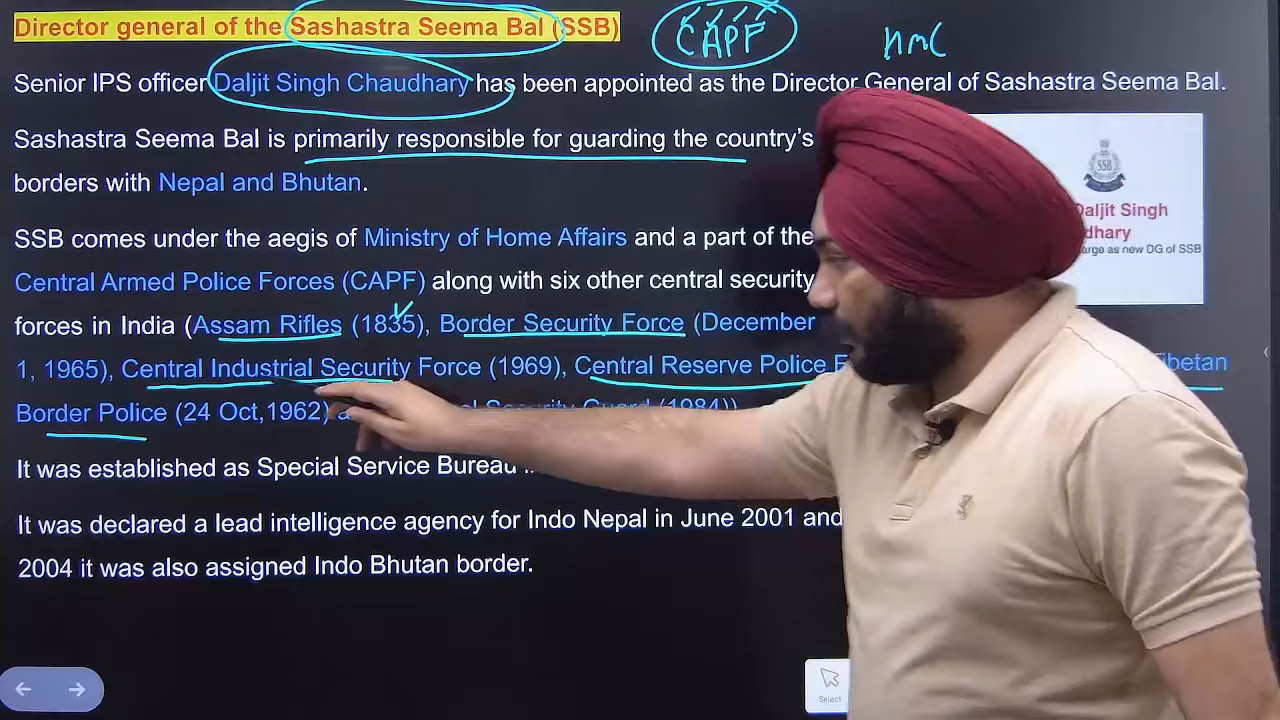 Director general of the Sashastra Seema Bal (SSB)
CAPF
Senior IPS officer Daljit Singh Chaudhary has been appointed as the Director General of Sashastra Seema Bal.
Sashastra Seema Bal is primarily responsible for guarding the country's
borders with Nepal and Bhutan.
SSB
Daljit Singh
dhary
arge as new DG of SSB
SSB comes under the aegis of Ministry of Home Affairs and a part of the
Central Armed Police Forces (CAPF) along with six other central security
forces in India (Assam Rifles (1835), Border Security Force (December
1, 1965), Central Industrial Security Force (1969), Central Reserve Police F betan
Border Police (24 Oct,1962) a l Security Guard (1984))
It was established as Special Service Bureau
It was declared a lead intelligence agency for Indo Nepal in June 2001 and
2004 it was also assigned Indo Bhutan border.
Select